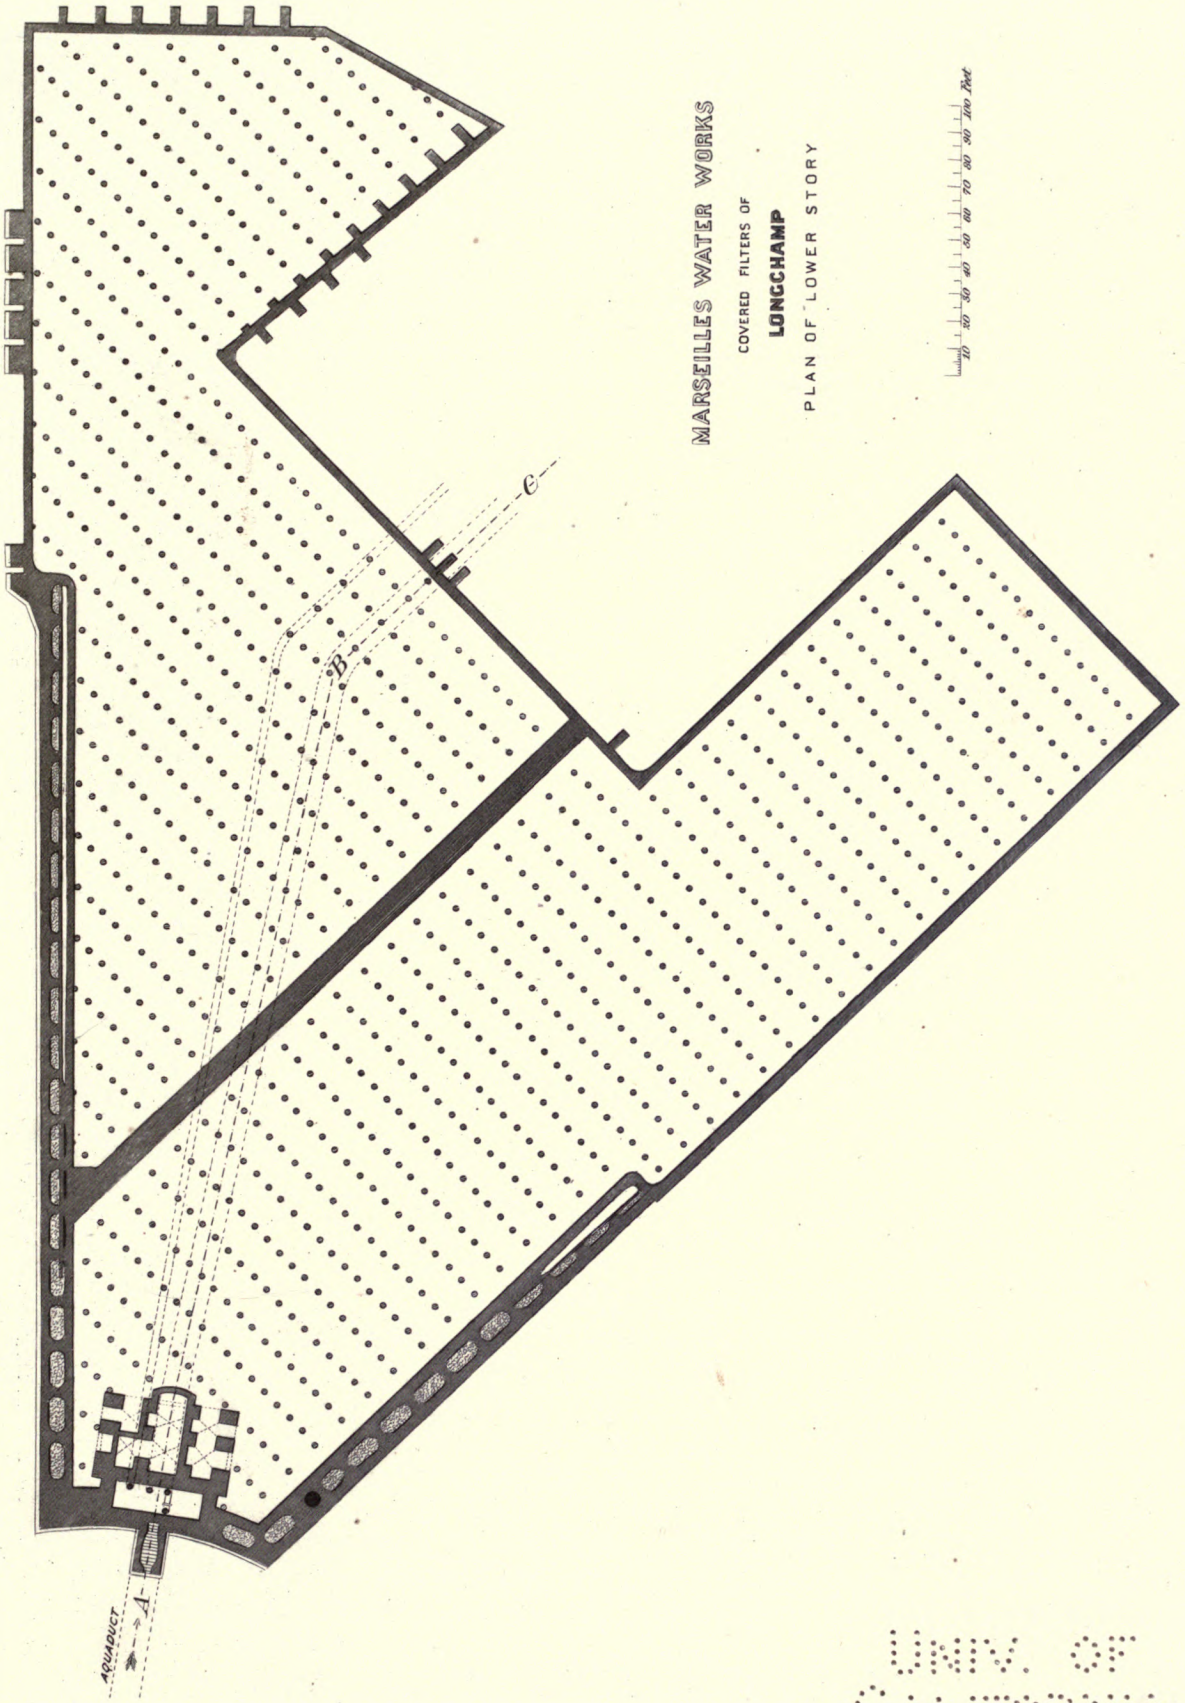 MARSEILLES WATER WORKS
COVERED FILTERS OF
LONGCHAMP
PLAN OF LOWER STORY
10 20 30 40 50 60 70 80 90 100 Feet
A
B
C
AQUADUCT
UNIV. OF